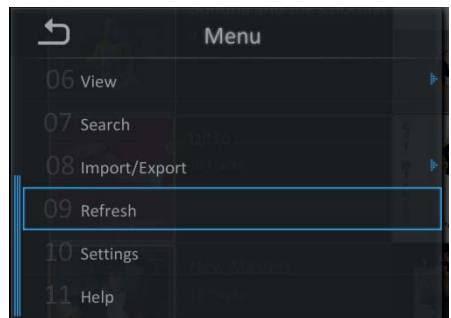 Menu
06 View
07 Search
08 Import/Export
09 Refresh
10 Settings
11 Help